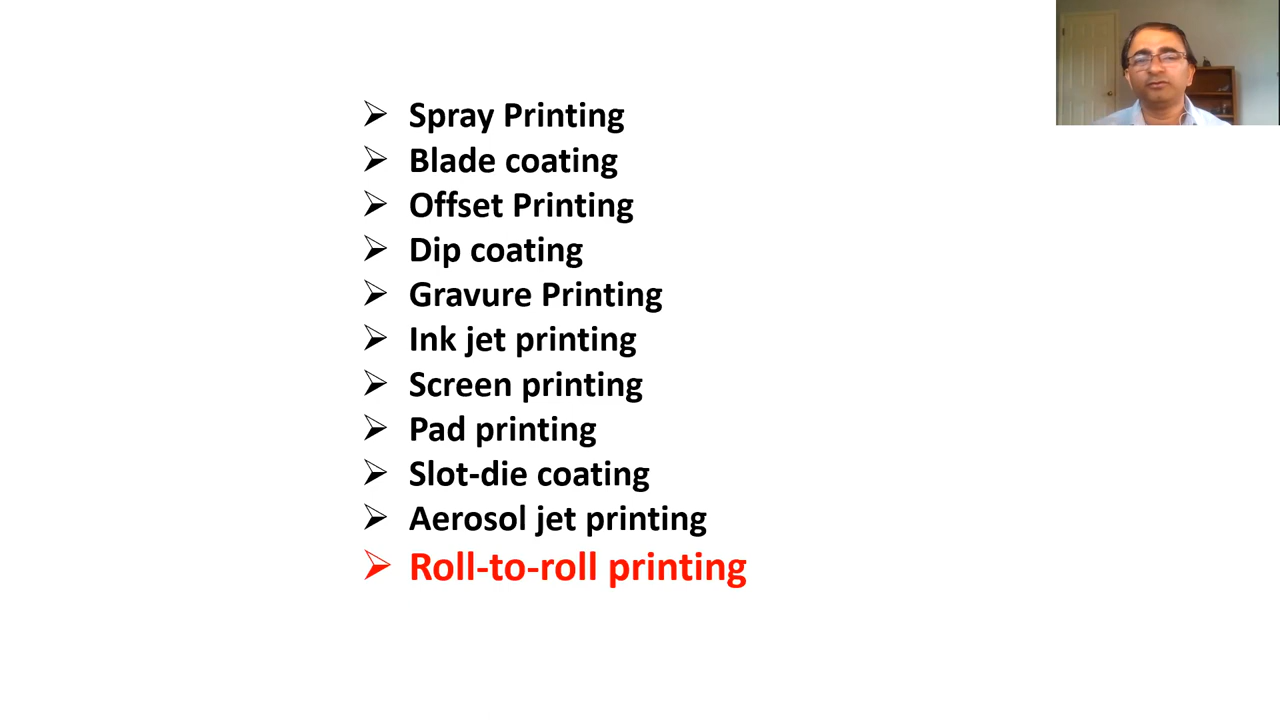 Spray Printing
Blade coating
Offset Printing
Dip coating
Gravure Printing
Ink jet printing
Screen printing
Pad printing
Slot-die coating
Aerosol jet printing
Roll-to-roll printing